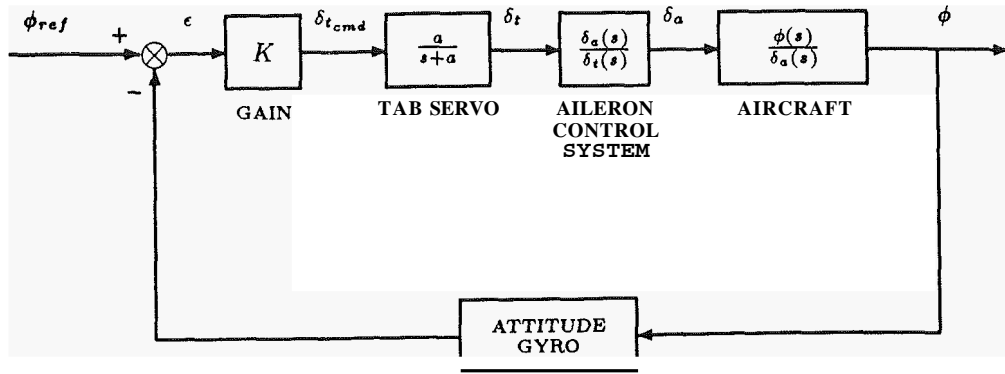 ϕref
+
−
ϵ
K
GAIN
δtcmd
a
s+a
TAB SERVO
δt
δa(s)
δt(s)
AILERON
CONTROL
SYSTEM
δa
ϕ(s)
δa(s)
AIRCRAFT
ϕ
ATTITUDE
GYRO